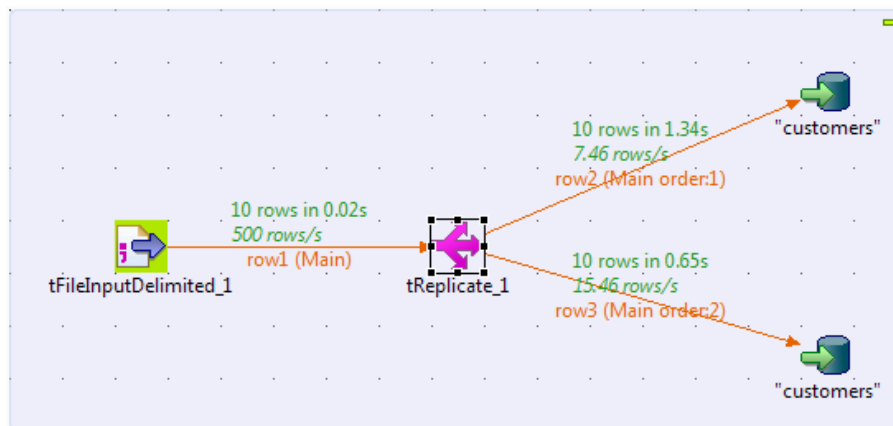 10 rows in 1.34s
7.46 rows/s
row2 (Main order:1)
"customers"
10 rows in 0.02s
500 rows/s
row1 (Main)
tFileInputDelimited_1
tReplicate_1
10 rows in 0.65s
15.46 rows/s
row3 (Main order:2)
"customers"